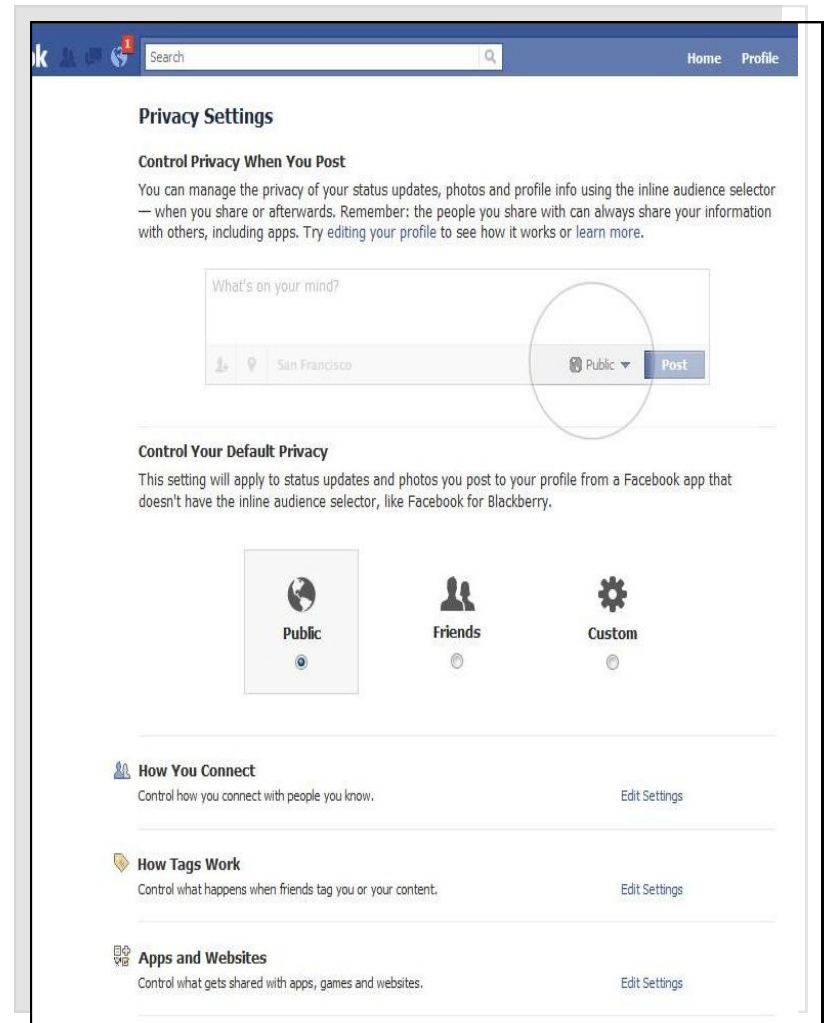 ok
1
Search
Home Profile
Privacy Settings
Control Privacy When You Post
You can manage the privacy of your status updates, photos and profile info using the inline audience selector
— when you share or afterwards. Remember: the people you share with can always share your information
with others, including apps. Try editing your profile to see how it works or learn more.
What's on your mind?
San Francisco
Public
Post
Control Your Default Privacy
This setting will apply to status updates and photos you post to your profile from a Facebook app that
doesn't have the inline audience selector, like Facebook for Blackberry.
Public Friends Custom
How You Connect
Control how you connect with people you know. Edit Settings
How Tags Work
Control what happens when friends tag you or your content. Edit Settings
Apps and Websites
Control what gets shared with apps, games and websites. Edit Settings